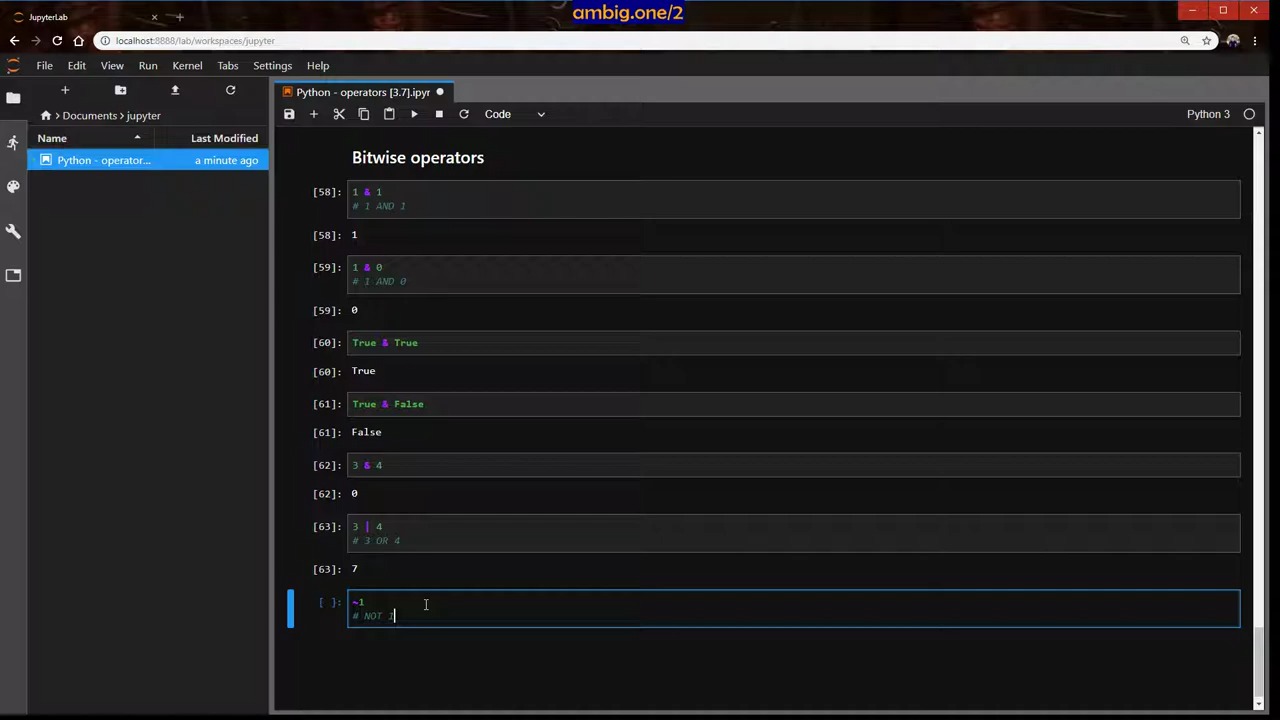 ambig.one/2
JupyterLab
localhost:8888/lab/workspaces/jupyter
File Edit View Run Kernel Tabs Settings Help
Python - operators [3.7].ipyr
Documents jupyter
Code
Python 3
Name Last Modified
Python - operator... a minute ago
Bitwise operators
[58]: 1 & 1
# 1 AND 1
[58]: 1
[59]: 1 & 0
# 1 AND 0
[59]: 0
[60]: True & True
[60]: True
[61]: True & False
[61]: False
[62]: 3 & 4
[62]: 0
[63]: 3 | 4
# 3 OR 4
[63]: 7
[ ]: ~1
# NOT 1